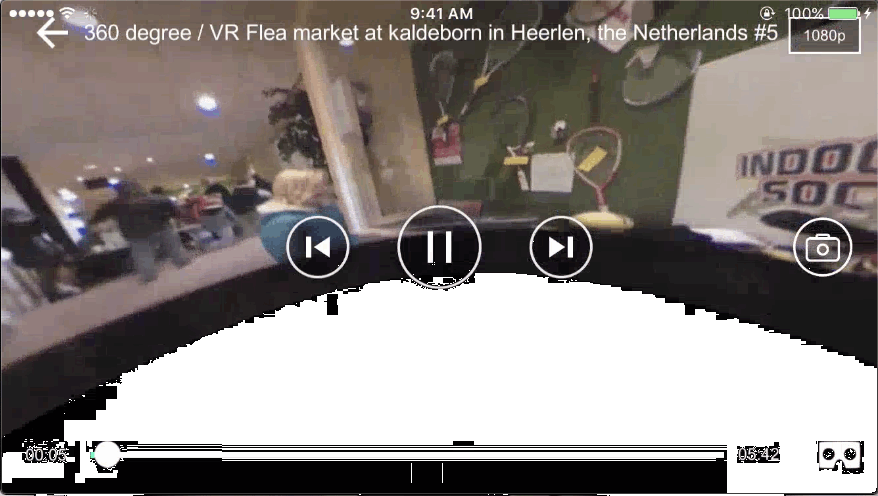 9:41 AM
100%
360 degree / VR Flea market at kaldeborn in Heerlen, the Netherlands #5
1080p
INDOO
SOC
00:05
05:42